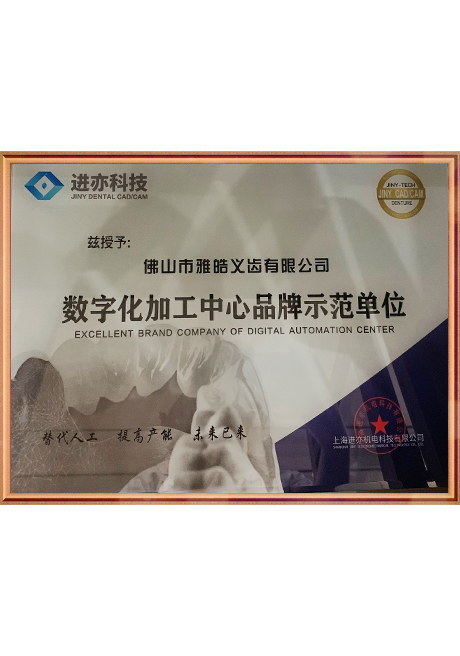 进亦科技
JINY DENTAL CAD/CAM
JINY-TECH
JINY CAD/CAM
DENTURE
兹授予:
佛山市雅皓义齿有限公司
数字化加工中心品牌示范单位
EXCELLENT BRAND COMPANY OF DIGITAL AUTOMATION CENTER
替代人工 提高产能 未来已来
上海进亦机电科技有限公司